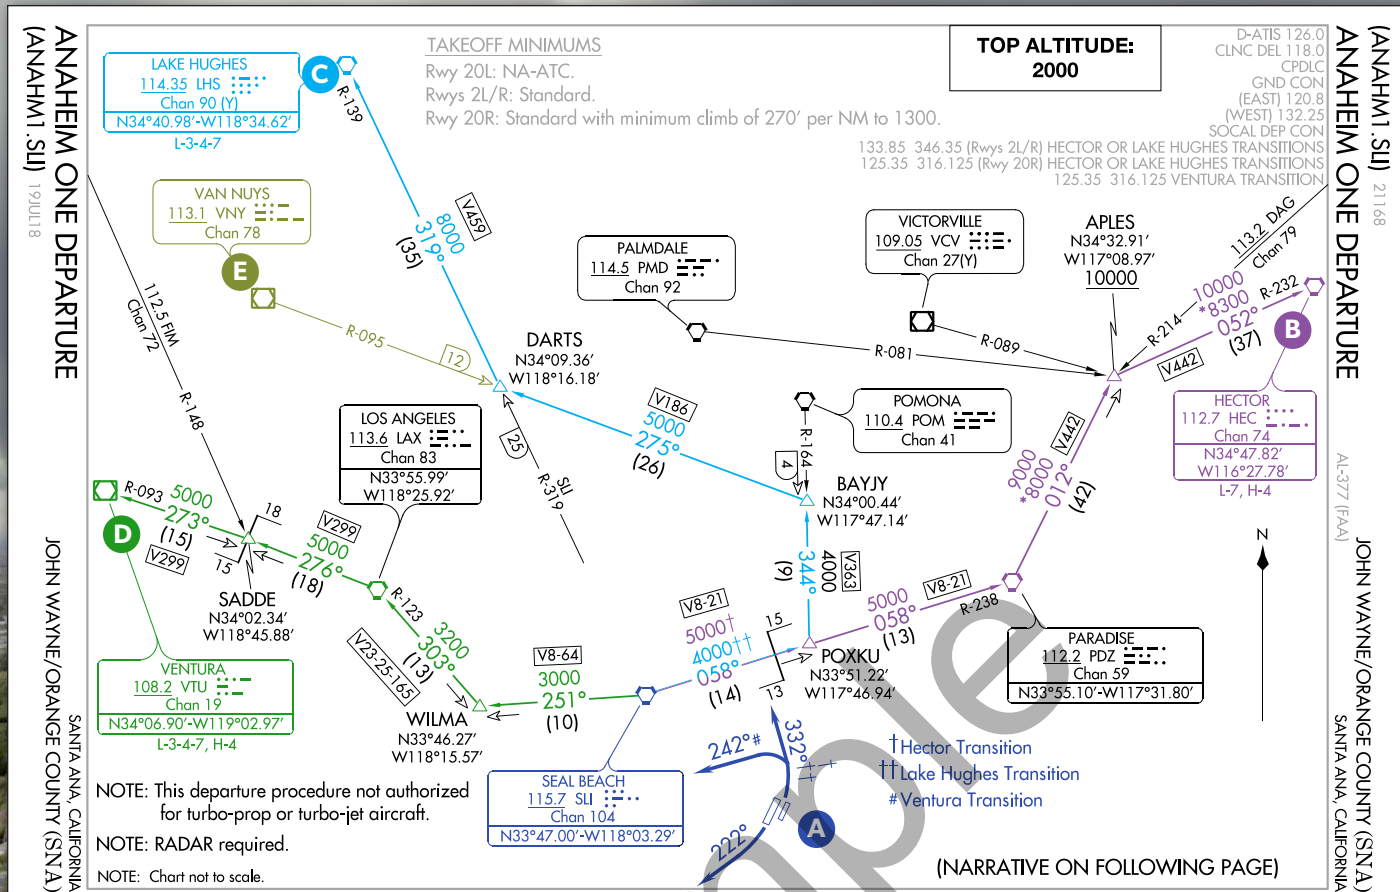 (ANAHM1.SLI) 19JUL18
ANAHEIM ONE DEPARTURE
JOHN WAYNE/ORANGE COUNTY (SNA)
SANTA ANA, CALIFORNIA
TAKEOFF MINIMUMS
Rwy 20L: NA-ATC.
Rwys 2L/R: Standard.
Rwy 20R: Standard with minimum climb of 270' per NM to 1300.
TOP ALTITUDE:
2000
D-ATIS 126.0
CLNC DEL 118.0
CPDLC
GND CON
(EAST) 120.8
(WEST) 132.25
SOCAL DEP CON
133.85 346.35 (Rwys 2L/R) HECTOR OR LAKE HUGHES TRANSITIONS
125.35 316.125 (Rwy 20R) HECTOR OR LAKE HUGHES TRANSITIONS
125.35 316.125 VENTURA TRANSITION
(ANAHM1.SLI) 21168
ANAHEIM ONE DEPARTURE
AL-377 (FAA)
JOHN WAYNE/ORANGE COUNTY (SNA)
SANTA ANA, CALIFORNIA
LAKE HUGHES
114.35 LHS
Chan 90 (Y)
N34°40.98'-W118°34.62'
L-3-4-7
C
R-139
V459
8000
319°
(35)
VAN NUYS
113.1 VNY
Chan 78
E
R-095
12
112.5 FIM
Chan 72
R-148
DARTS
N34°09.36'
W118°16.18'
25
SLI
R-319
PALMDALE
114.5 PMD
Chan 92
R-081
VICTORVILLE
109.05 VCV
Chan 27(Y)
R-089
APLES
N34°32.91'
W117°08.97'
10000
113.2 DAG
Chan 79
R-214
10000
*8300
052°
(37)
R-232
V442
B
HECTOR
112.7 HEC
Chan 74
N34°47.82'
W116°27.78'
L-7, H-4
LOS ANGELES
113.6 LAX
Chan 83
N33°55.99'
W118°25.92'
V186
5000
275°
(26)
POMONA
110.4 POM
Chan 41
R-164
4
BAYJY
N34°00.44'
W117°47.14'
V442
9000
*8000
012°
(42)
N
R-093
5000
273°
(15)
V299
D
18
15
SADDE
N34°02.34'
W118°45.88'
V299
5000
276°
(18)
R-123
3200
303°
(13)
V23-25-165
WILMA
N33°46.27'
W118°15.57'
V8-64
3000
251°
(10)
V8-21
5000†
4000††
058°
(14)
15
13
V363
4000
344°
(9)
POXKU
N33°51.22'
W117°46.94'
5000
058°
(13)
V8-21
R-238
PARADISE
112.2 PDZ
Chan 59
N33°55.10'-W117°31.80'
VENTURA
108.2 VTU
Chan 19
N34°06.90'-W119°02.97'
L-3-4-7, H-4
SEAL BEACH
115.7 SLI
Chan 104
N33°47.00'-W118°03.29'
242°#
332°
222°
A
†Hector Transition
††Lake Hughes Transition
#Ventura Transition
NOTE: This departure procedure not authorized
for turbo-prop or turbo-jet aircraft.
NOTE: RADAR required.
NOTE: Chart not to scale.
(NARRATIVE ON FOLLOWING PAGE)